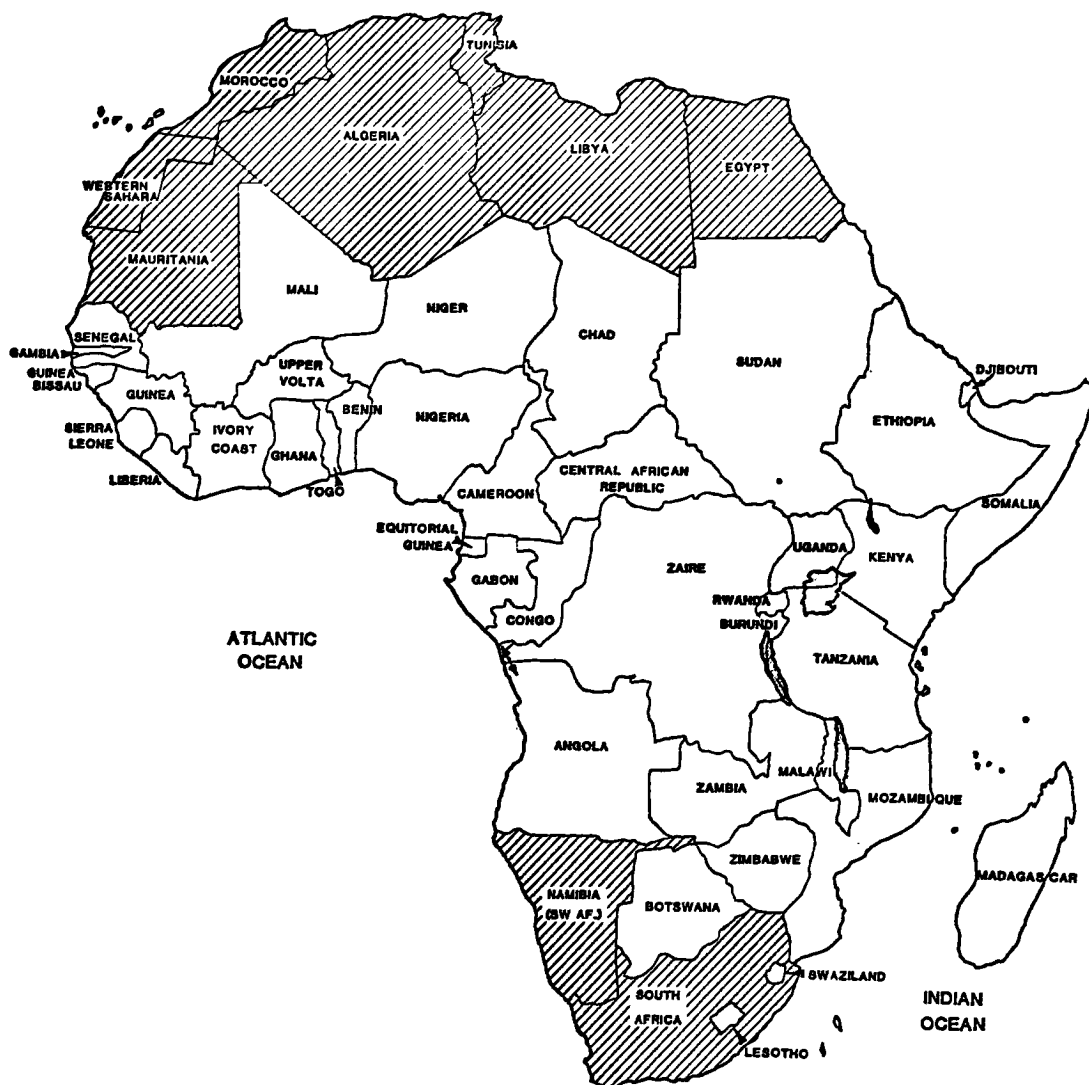 TUNISIA
MOROCCO
ALGERIA
LIBYA
EGYPT
WESTERN
SAHARA
MAURITANIA
MALI
NIGER
CHAD
SUDAN
SENEGAL
GAMBIA
GUINEA
BISSAU
GUINEA
UPPER
VOLTA
BENIN
NIGERIA
DJIBOUTI
ETHIOPIA
SIERRA
LEONE
IVORY
COAST
GHANA
LIBERIA
TOGO
CAMEROON
CENTRAL AFRICAN
REPUBLIC
SOMALIA
EQUITORIAL
GUINEA
GABON
CONGO
ZAIRE
UGANDA
KENYA
RWANDA
BURUNDI
TANZANIA
ATLANTIC
OCEAN
ANGOLA
ZAMBIA
MALAWI
MOZAMBIQUE
ZIMBABWE
MADAGASCAR
NAMIBIA
(SW AF.)
BOTSWANA
SWAZILAND
SOUTH
AFRICA
LESOTHO
INDIAN
OCEAN